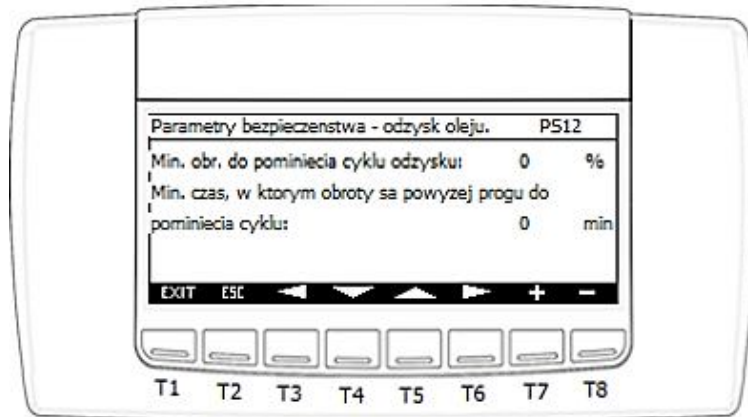 Parametry bezpieczenstwa - odzysk oleju. PS12
Min. obr. do pominiecia cyklu odzysku: 0 %
Min. czas, w ktorym obroty sa powyzej progu do
pominiecia cyklu: 0 min
EXIT ESC + -
T1 T2 T3 T4 T5 T6 T7 T8